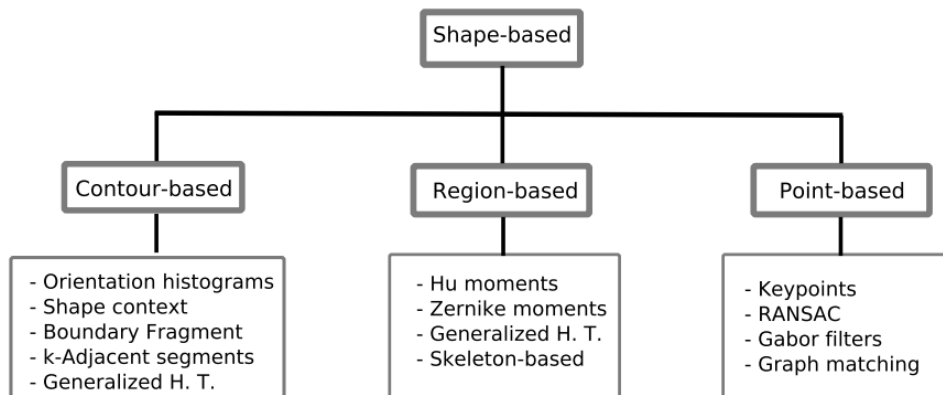 Shape-based
Contour-based
Region-based
Point-based
- Orientation histograms
- Shape context
- Boundary Fragment
- k-Adjacent segments
- Generalized H. T.
- Hu moments
- Zernike moments
- Generalized H. T.
- Skeleton-based
- Keypoints
- RANSAC
- Gabor filters
- Graph matching